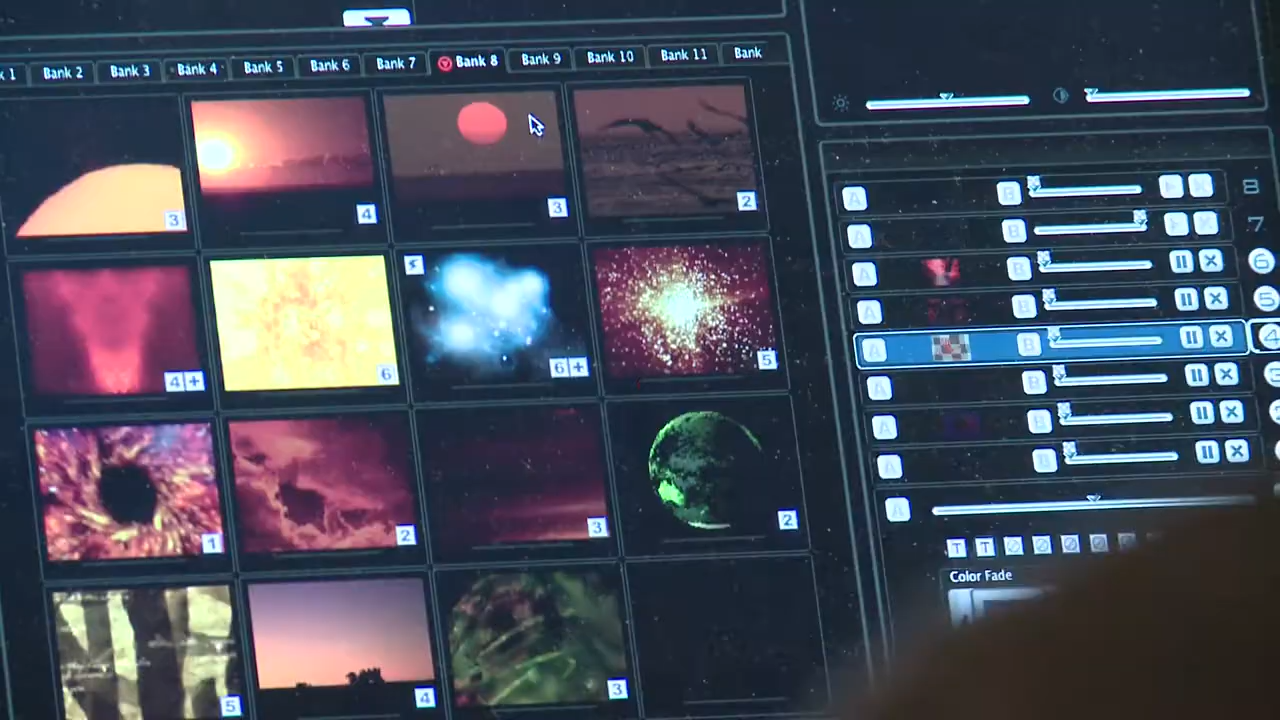 1 Bank 2 Bank 3 Bank 4 Bank 5 Bank 6 Bank 7 Bank 8 Bank 9 Bank 10 Bank 11 Bank
3 4 3 2
4 + 6 6 + 5
1 2 3 2
5 4 3
A B 8
A B 7
A B 6
A B 5
A B 4
A B 3
A B
A B
A
T T
Color Fade